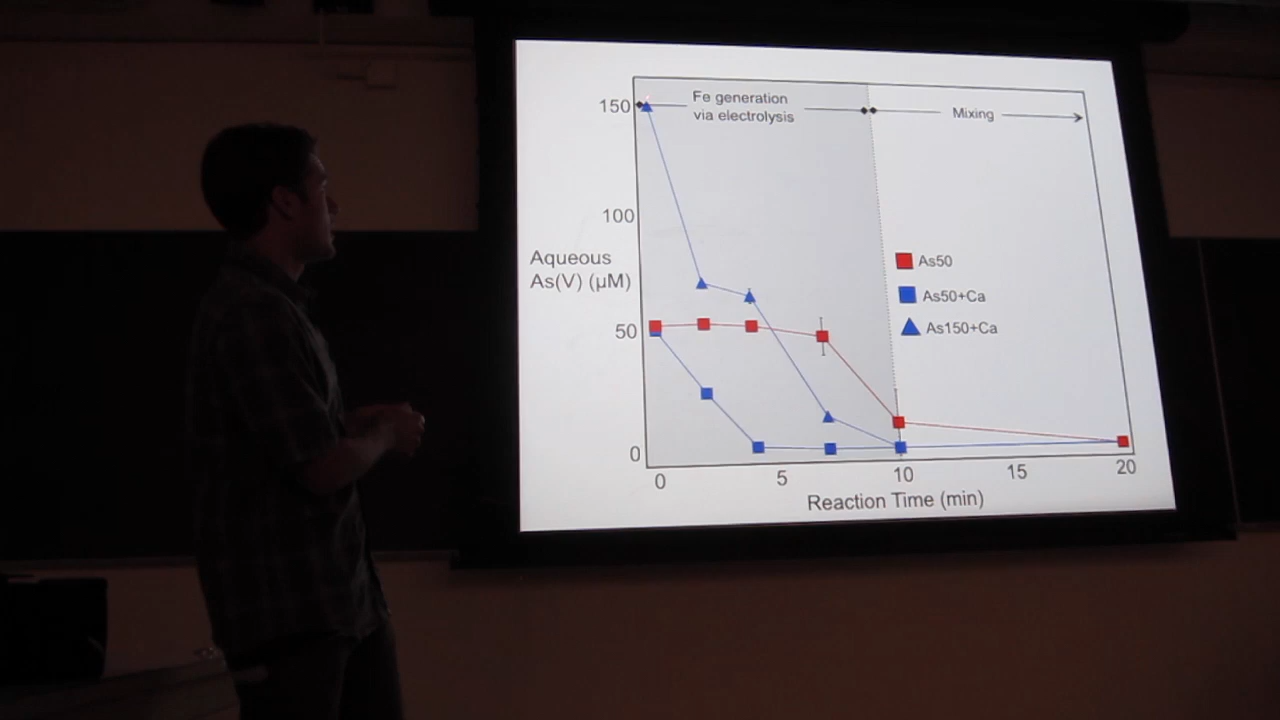 Fe generation
via electrolysis
Mixing
150
100
50
0
Aqueous
As(V) (µM)
As50
As50+Ca
As150+Ca
0 5 10 15 20
Reaction Time (min)